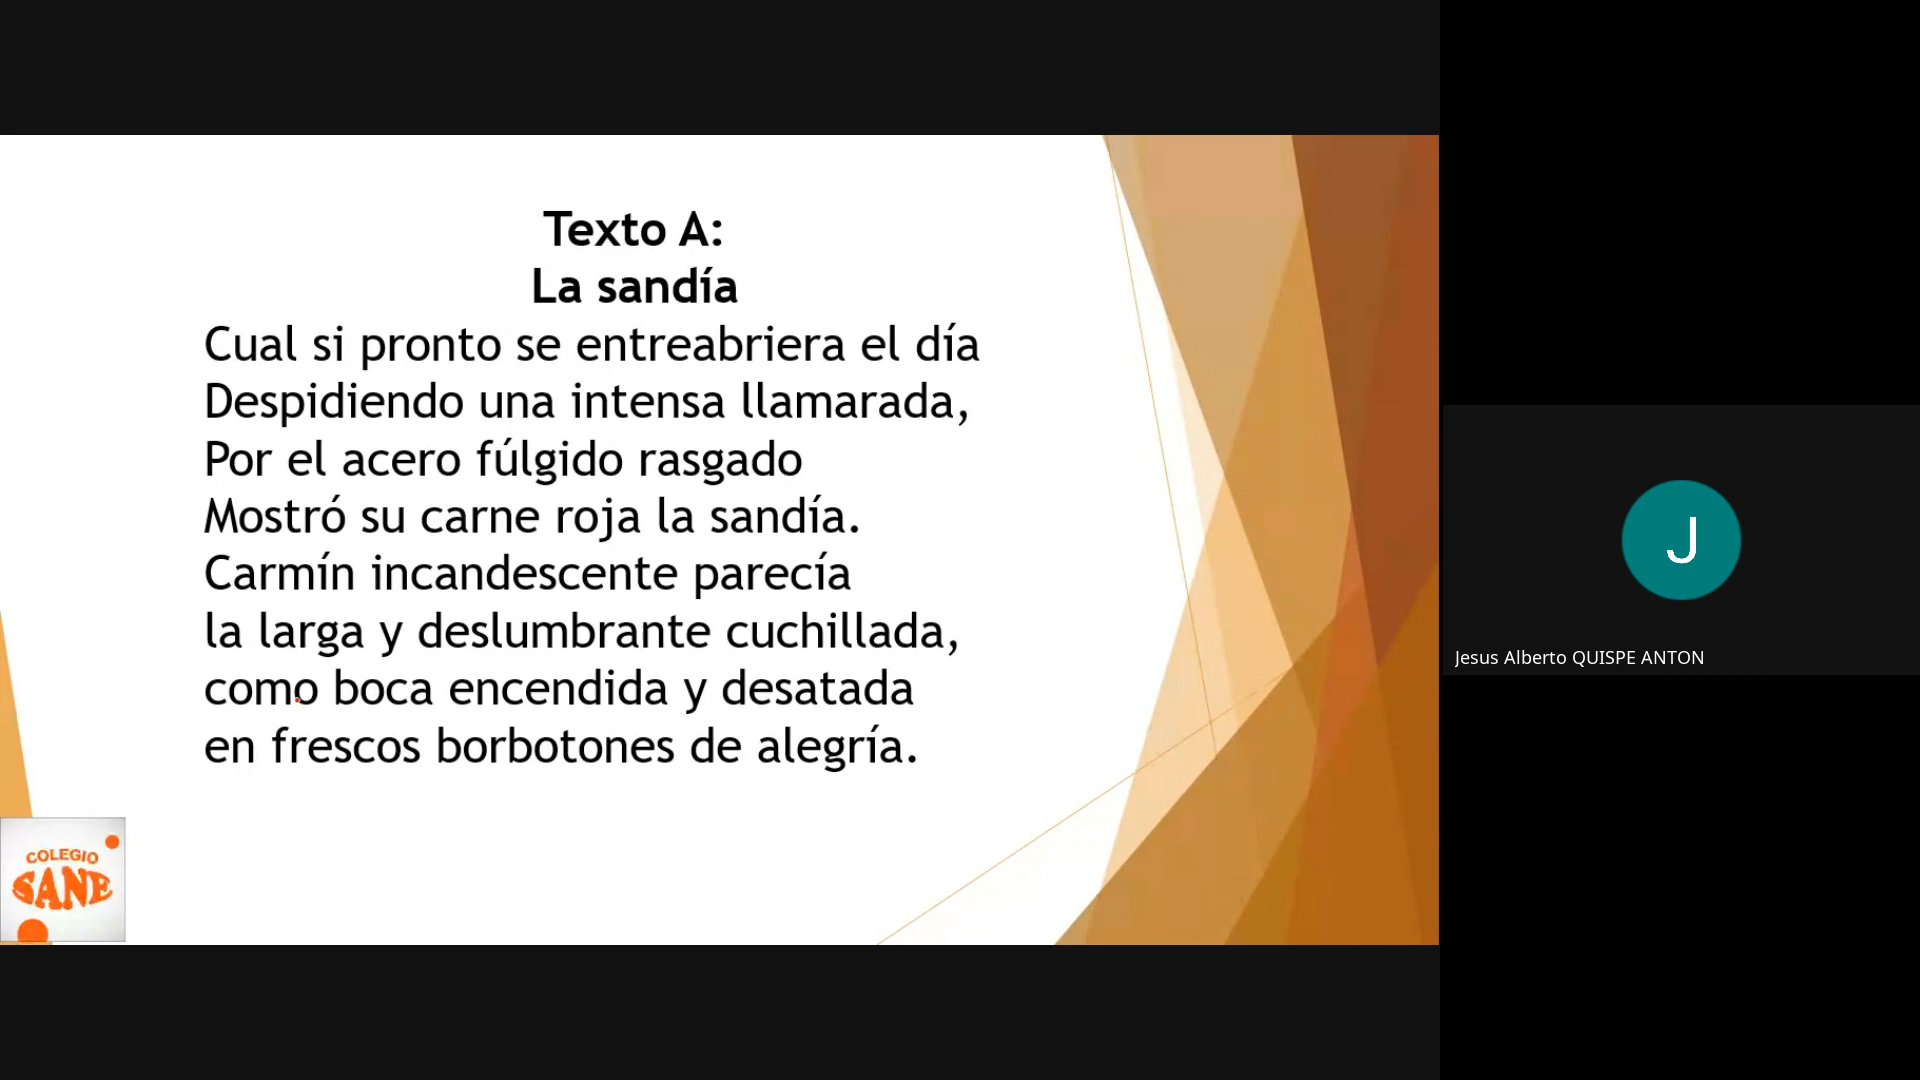 Texto A:
La sandía
Cual si pronto se entreabriera el día
Despidiendo una intensa llamarada,
Por el acero fúlgido rasgado
Mostró su carne roja la sandía.
Carmín incandescente parecía
la larga y deslumbrante cuchillada,
como boca encendida y desatada
en frescos borbotones de alegría.
COLEGIO
SANE
J
Jesus Alberto QUISPE ANTON